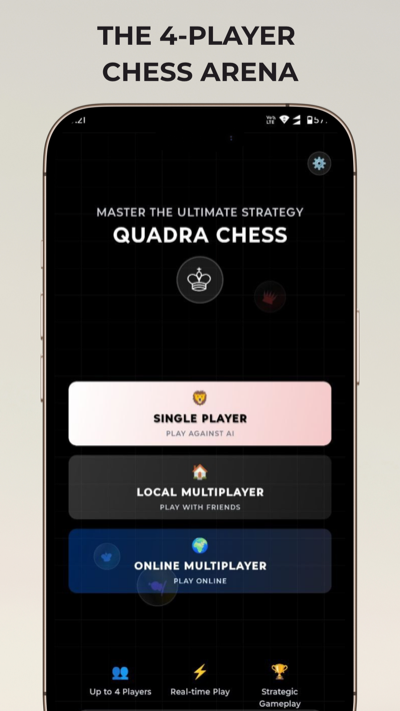 THE 4-PLAYER
CHESS ARENA
MASTER THE ULTIMATE STRATEGY
QUADRA CHESS
SINGLE PLAYER
PLAY AGAINST AI
LOCAL MULTIPLAYER
PLAY WITH FRIENDS
ONLINE MULTIPLAYER
PLAY ONLINE
Up to 4 Players
Real-time Play
Strategic
Gameplay